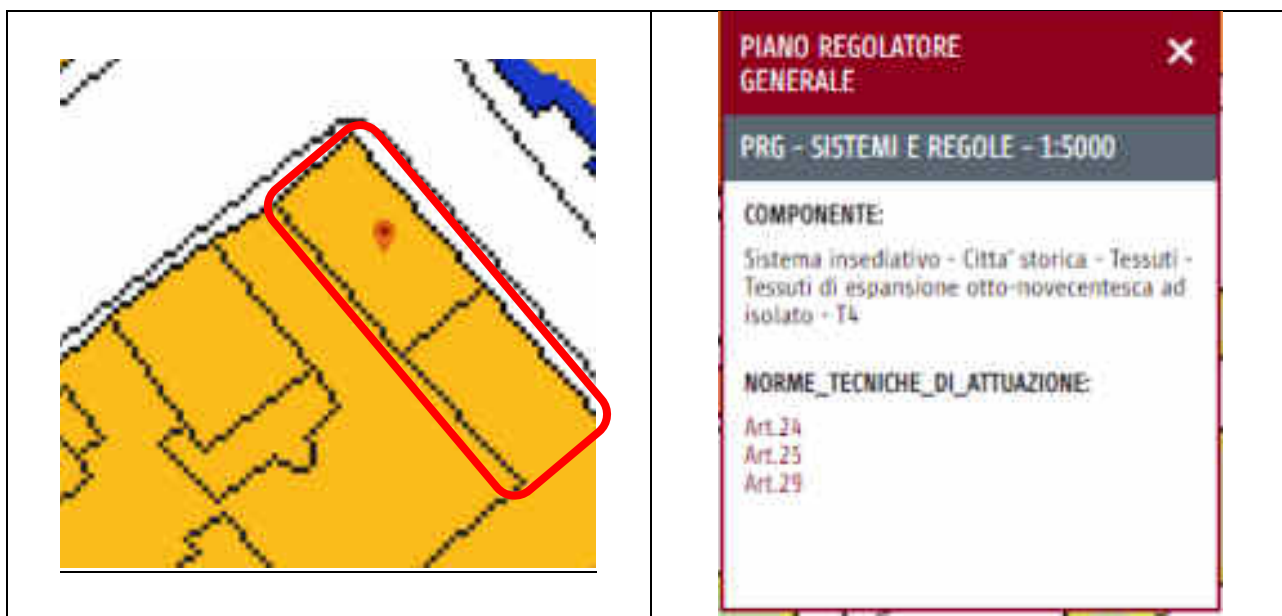 PIANO REGOLATORE
GENERALE
PRG - SISTEMI E REGOLE - 1:5000
COMPONENTE:
Sistema insediativo - Citta' storica - Tessuti -
Tessuti di espansione otto-novecentesca ad
isolato - T4
NORME_TECNICHE_DI_ATTUAZIONE:
Art.24
Art.25
Art.29